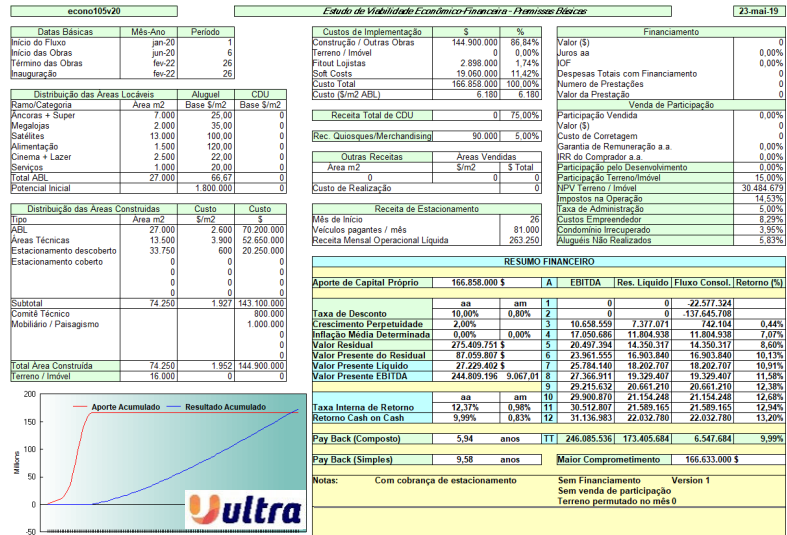 econo105v20 Estudo de Viabilidade Econômico-Financeira - Premissas Básicas 23-mai-19
Datas Básicas Mês-Ano Período
Início do Fluxo jan-20 1
Início das Obras jun-20 6
Término das Obras fev-22 26
Inauguração fev-22 26
Distribuição das Áreas Locáveis Aluguel CDU
Ramo/Categoria Área m2 Base $/m2 Base $/m2
Âncoras + Super 7.000 25,00 0
Megalojas 2.000 35,00 0
Satélites 13.000 100,00 0
Alimentação 1.500 120,00 0
Cinema + Lazer 2.500 22,00 0
Serviços 1.000 20,00 0
Total ABL 27.000 66,67 0
Potencial Inicial 1.800.000 0
Distribuição das Áreas Construidas Custo Custo
Tipo Área m2 $/m2 $
ABL 27.000 2.600 70.200.000
Áreas Técnicas 13.500 3.900 52.650.000
Estacionamento descoberto 33.750 600 20.250.000
Estacionamento coberto 0 0
0 0
0 0
0 0
Subtotal 74.250 1.927 143.100.000
Comitê Técnico 800.000
Mobiliário / Paisagismo 1.000.000
0
0
0
Total Área Construída 74.250 1.952 144.900.000
Terreno / Imóvel 16.000 0 0
Custos de Implementação $ %
Construção / Outras Obras 144.900.000 86,84%
Terreno / Imóvel 0 0,00%
Fitout Lojistas 2.898.000 1,74%
Soft Costs 19.060.000 11,42%
Custo Total 166.858.000 100,00%
Custo ($/m2 ABL) 6.180 6.180
Receita Total de CDU 0 75,00%
Rec. Quiosques/Merchandising 90.000 5,00%
Outras Receitas Áreas Vendidas
Área m2 $/m2 $ Total
0 0 0
Custo de Realização 0
Receita de Estacionamento
Mês de Início 26
Veículos pagantes / mês 81.000
Receita Mensal Operacional Líquida 263.250
Financiamento
Valor ($) 0
Juros aa 0,00%
IOF 0,00%
Despesas Totais com Financiamento 0
Numero de Prestações 0
Valor da Prestação 0
Venda de Participação
Participação Vendida 0,00%
Valor ($) 0
Custo de Corretagem 0
Garantia de Remuneração a.a. 0,00%
IRR do Comprador a.a. 0,00%
Participação pelo Desenvolvimento 0,00%
Participação Terreno/Imóvel 15,00%
NPV Terreno / Imóvel 30.484.679
Impostos na Operação 14,53%
Taxa de Administração 5,00%
Custos Empreendedor 8,29%
Condomínio Irrecuperado 3,95%
Aluguéis Não Realizados 5,83%
RESUMO FINANCEIRO
Aporte de Capital Próprio 166.858.000 $ A EBITDA Res. Líquido Fluxo Consol. Retorno (%)
aa am 1 0 0 -22.577.324
Taxa de Desconto 10,00% 0,80% 2 0 0 -137.645.708
Crescimento Perpetuidade 2,00% 3 10.658.559 7.377.071 742.104 0,44%
Inflação Média Determinada 0,00% 0,00% 4 17.050.686 11.804.938 11.804.938 7,07%
Valor Residual 275.409.751 $ 5 20.497.394 14.350.317 14.350.317 8,60%
Valor Presente do Residual 87.059.807 $ 6 23.961.555 16.903.840 16.903.840 10,13%
Valor Presente Líquido 27.229.402 $ 7 25.784.140 18.202.707 18.202.707 10,91%
Valor Presente EBITDA 244.809.196 9.067,01 8 27.366.911 19.329.407 19.329.407 11,58%
9 29.215.632 20.661.210 20.661.210 12,38%
aa am 10 29.900.870 21.154.248 21.154.248 12,68%
Taxa Interna de Retorno 12,37% 0,98% 11 30.512.807 21.589.165 21.589.165 12,94%
Retorno Cash on Cash 9,99% 0,83% 12 31.136.983 22.032.780 22.032.780 13,20%
Pay Back (Composto) 5,94 anos TT 246.085.536 173.405.684 6.547.684 9,99%
Pay Back (Simples) 9,58 anos Maior Comprometimento 166.633.000 $
Notas: Com cobrança de estacionamento Sem Financiamento Version 1
Sem venda de participação
Terreno permutado no mês 0
200
150
100
50
0
-50
Millions
Aporte Acumulado Resultado Acumulado
ultra